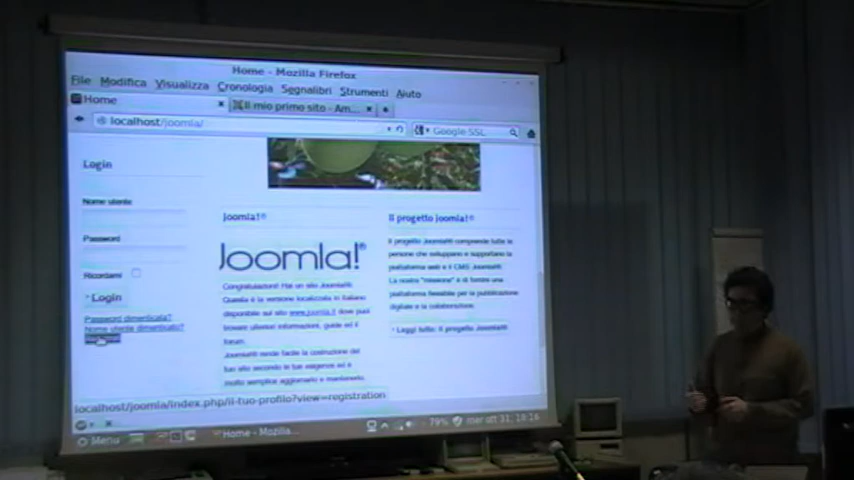 Home - Mozilla Firefox
File Modifica Visualizza Cronologia Segnalibri Strumenti Aiuto
Home
Il mio primo sito - Am...
localhost/joomla/
Google SSL
Login
Nome utente
Password
Ricordami
Login
Password dimenticata?
Nome utente dimenticato?
Joomla!®
Joomla!®
Congratulazioni! Hai un sito Joomla!®.
Questa è la versione localizzata in italiano
disponibile sul sito www.joomla.it dove puoi
trovare ulteriori informazioni, guide ed il
forum.
Joomla!® rende facile la costruzione del
tuo sito secondo le tue esigenze ed è
molto semplice aggiornarlo e mantenerlo.
Il progetto Joomla!®
Il progetto Joomla!® comprende tutte le
persone che sviluppano e supportano la
piattaforma web e il CMS Joomla!®.
La nostra "missione" è di fornire una
piattaforma flessibile per la pubblicazione
digitale e la collaborazione.
Leggi tutto: Il progetto Joomla!®
localhost/joomla/index.php/il-tuo-profilo?view=registration
Menu
Home - Mozilla...
79%
mer ott 31, 18:16